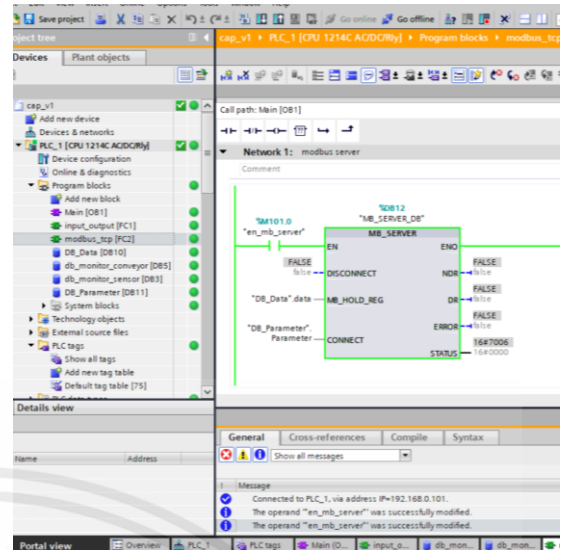 Save project
Go online Go offline
oject tree
cap_v1 PLC_1 [CPU 1214C AC/DC/Rly] Program blocks modbus_tcp
Devices Plant objects
cap_v1
Add new device
Devices & networks
PLC_1 [CPU 1214C AC/DC/Rly]
Device configuration
Online & diagnostics
Program blocks
Add new block
Main [OB1]
input_output [FC1]
modbus_tcp [FC2]
DB_Data [DB10]
db_monitor_conveyor [DB5]
db_monitor_sensor [DB3]
DB_Parameter [DB11]
System blocks
Technology objects
External source files
PLC tags
Show all tags
Add new tag table
Default tag table [75]
Details view
Name Address
Call path: Main [OB1]
Network 1: modbus server
Comment
%DB12
"MB_SERVER_DB"
%M101.0
"en_mb_server"
MB_SERVER
EN ENO
FALSE FALSE
false DISCONNECT NDR false
FALSE
"DB_Data".data MB_HOLD_REG DR false
FALSE
"DB_Parameter". ERROR false
Parameter CONNECT 16#7006
STATUS 16#0000
General Cross-references Compile Syntax
Show all messages
! Message
Connected to PLC_1, via address IP=192.168.0.101.
The operand '"en_mb_server"' was successfully modified.
The operand '"en_mb_server"' was successfully modified.
Portal view Overview PLC_1 PLC tags Main (O... input_o... db_mon... db_mon...